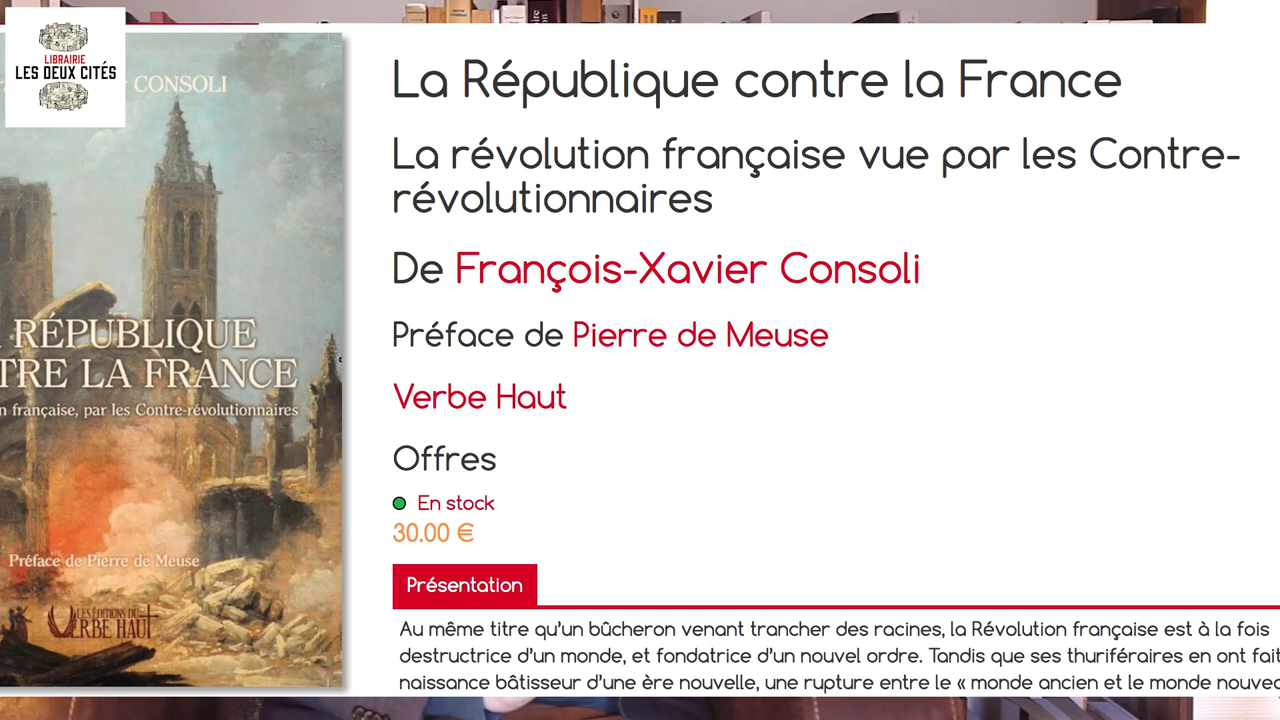 LIBRAIRIE
LES DEUX CITÉS
CONSOLI
RÉPUBLIQUE
TRE LA FRANCE
n française, par les Contre-révolutionnaires
Préface de Pierre de Meuse
LES ÉDITIONS DU
VERBE HAUT
La République contre la France
La révolution française vue par les Contre-
révolutionnaires
De François-Xavier Consoli
Préface de Pierre de Meuse
Verbe Haut
Offres
En stock
30.00 €
Présentation
Au même titre qu'un bûcheron venant trancher des racines, la Révolution française est à la fois
destructrice d'un monde, et fondatrice d'un nouvel ordre. Tandis que ses thuriféraires en ont fait
naissance bâtisseur d'une ère nouvelle, une rupture entre le « monde ancien et le monde nouvea